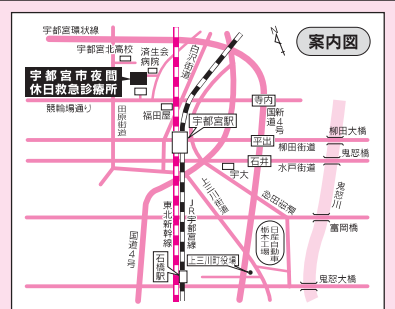 宇都宮環状線
案内図
N
宇都宮北高校
済生会
病院
白沢街道
宇都宮市夜間
休日救急診療所
競輪場通り
田原街道
福田屋
宇都宮駅
寺内
国道4号
平出
柳田街道
柳田大橋
石井
水戸街道
鬼怒橋
宇大
上三川街道
鬼怒川
日産自動車
栃木工場
富岡橋
東北新幹線
JR宇都宮線
国道4号
石橋駅
上三川町役場
鬼怒大橋